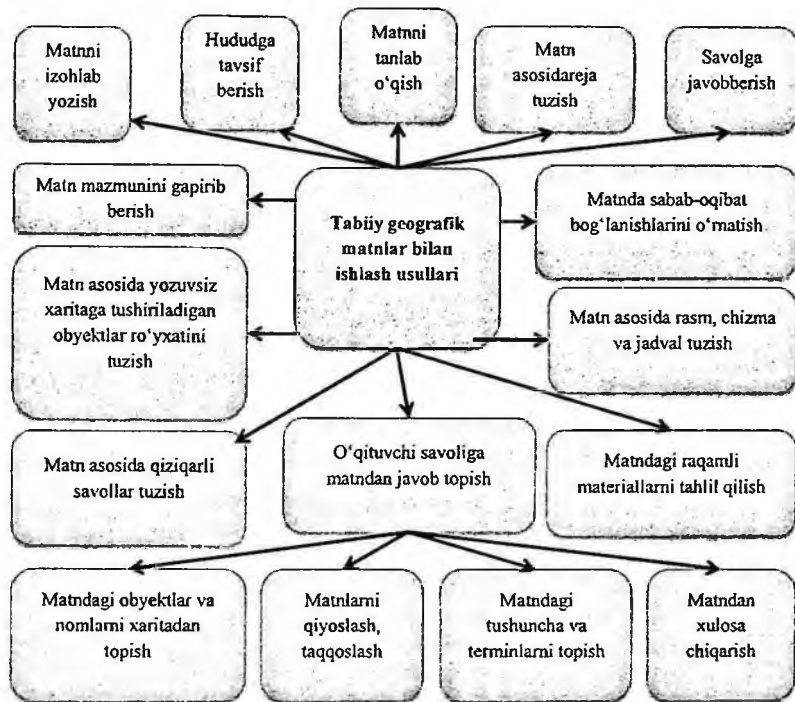 Matnni
izohlab
yozish
Hududga
tavsif
berish
Matnni
tanlab
o‘qish
Matn
asosidareja
tuzish
Savolga
javobberish
Matn mazmunini gapirib
berish
Tabiiy geografik
matnlar bilan
ishlash usullari
Matnda sabab-oqibat
bog‘lanishlarini o‘rnatish
Matn asosida yozuvsiz
xaritaga tushiriladigan
obyektlar ro‘yxatini
tuzish
Matn asosida rasm, chizma
va jadval tuzish
Matn asosida qiziqarli
savollar tuzish
O‘qituvchi savoliga
matndan javob topish
Matndagi raqamli
materiallarni tahlil qilish
Matndagi obyektlar va
nomlarni xaritadan
topish
Matnlarni
qiyoslash,
taqqoslash
Matndagi
tushuncha va
terminlarni topish
Matndan
xulosa
chiqarish